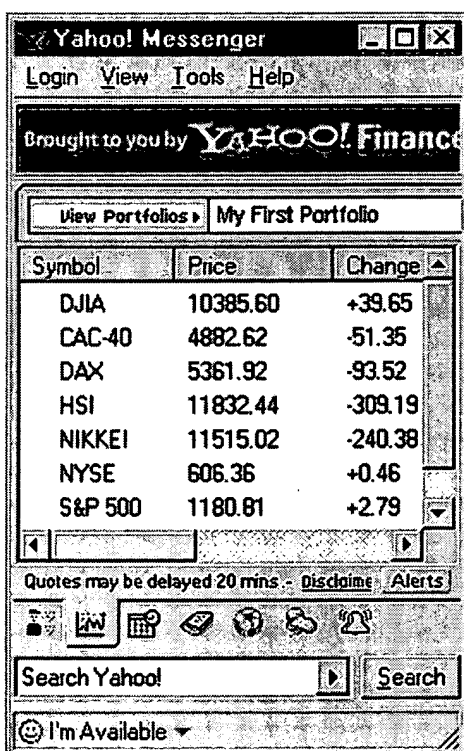 Yahoo! Messenger
Login View Tools Help
Brought to you by YAHOO! Finance
View Portfolios My First Portfolio
Symbol Price Change
DJIA 10385.60 +39.65
CAC-40 4882.62 -51.35
DAX 5361.92 -93.52
HSI 11832.44 -309.19
NIKKEI 11515.02 -240.38
NYSE 606.36 +0.46
S&P 500 1180.81 +2.79
Quotes may be delayed 20 mins - Disclaime Alerts
Search Yahoo! Search
I'm Available